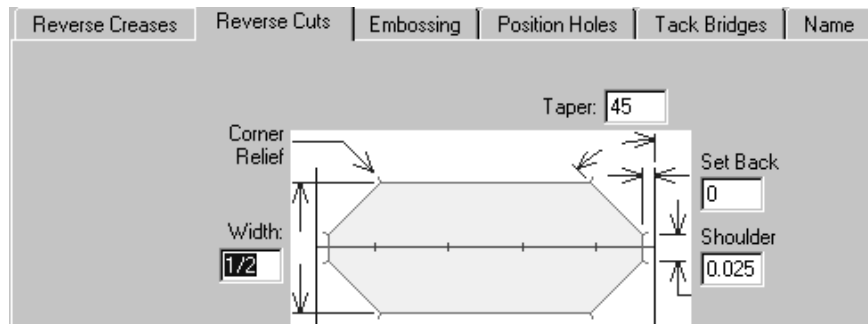 Reverse Creases Reverse Cuts Embossing Position Holes Tack Bridges Name
Taper: 45
Corner
Relief
Set Back
0
Width:
1/2
Shoulder
0.025